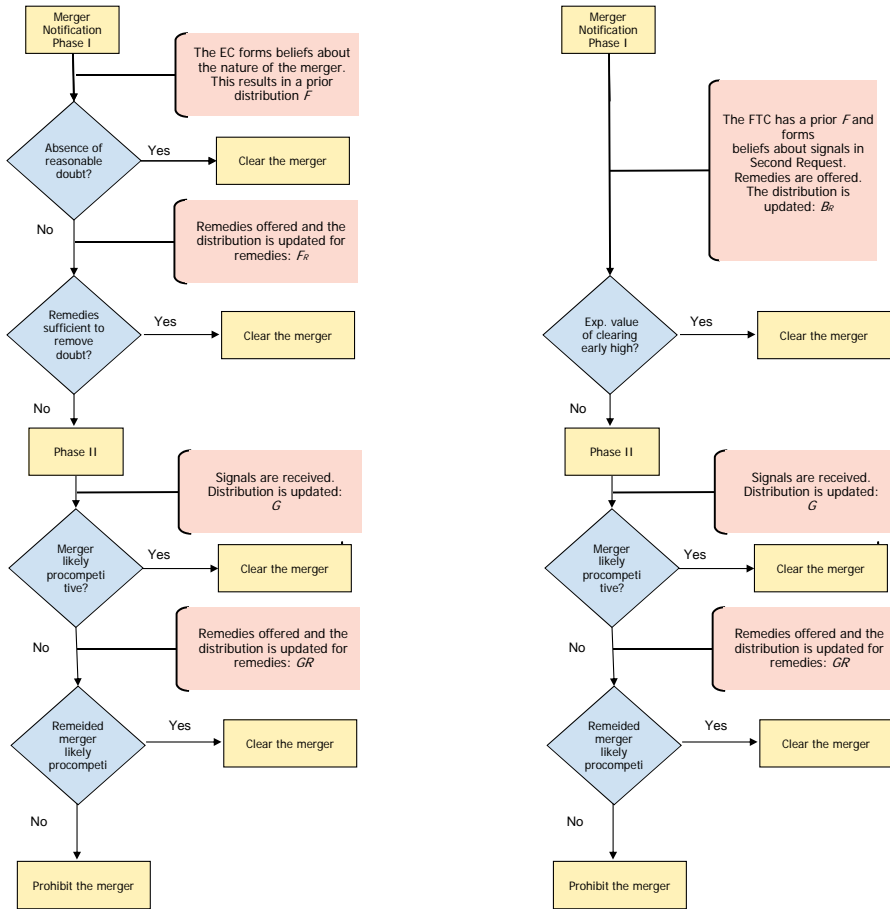 Merger
Notification
Phase I
The EC forms beliefs about
the nature of the merger.
This results in a prior
distribution F
Absence of
reasonable
doubt?
Yes
Clear the merger
No
Remedies offered and the
distribution is updated for
remedies: FR
Remedies
sufficient to
remove
doubt?
Yes
Clear the merger
No
Phase II
Signals are received.
Distribution is updated:
G
Merger
likely
procompeti
tive?
Yes
Clear the merger
No
Remedies offered and the
distribution is updated for
remedies: GR
Remeided
merger
likely
procompeti
Yes
Clear the merger
No
Prohibit the merger
Merger
Notification
Phase I
The FTC has a prior F and
forms
beliefs about signals in
Second Request.
Remedies are offered.
The distribution is
updated: BR
Exp. value
of clearing
early high?
Yes
Clear the merger
No
Phase II
Signals are received.
Distribution is updated:
G
Merger
likely
procompeti
tive?
Yes
Clear the merger
No
Remedies offered and the
distribution is updated for
remedies: GR
Remeided
merger
likely
procompeti
Yes
Clear the merger
No
Prohibit the merger